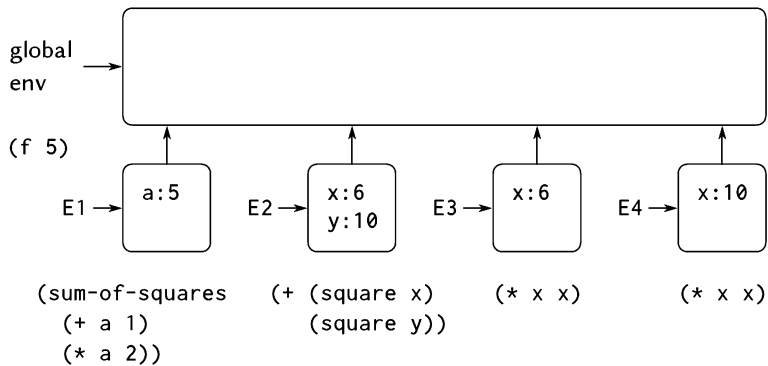 global
env
(f 5)
E1
a:5
E2
x:6
y:10
E3
x:6
E4
x:10
(sum-of-squares
(+ a 1)
(* a 2))
(+ (square x)
(square y))
(* x x)
(* x x)